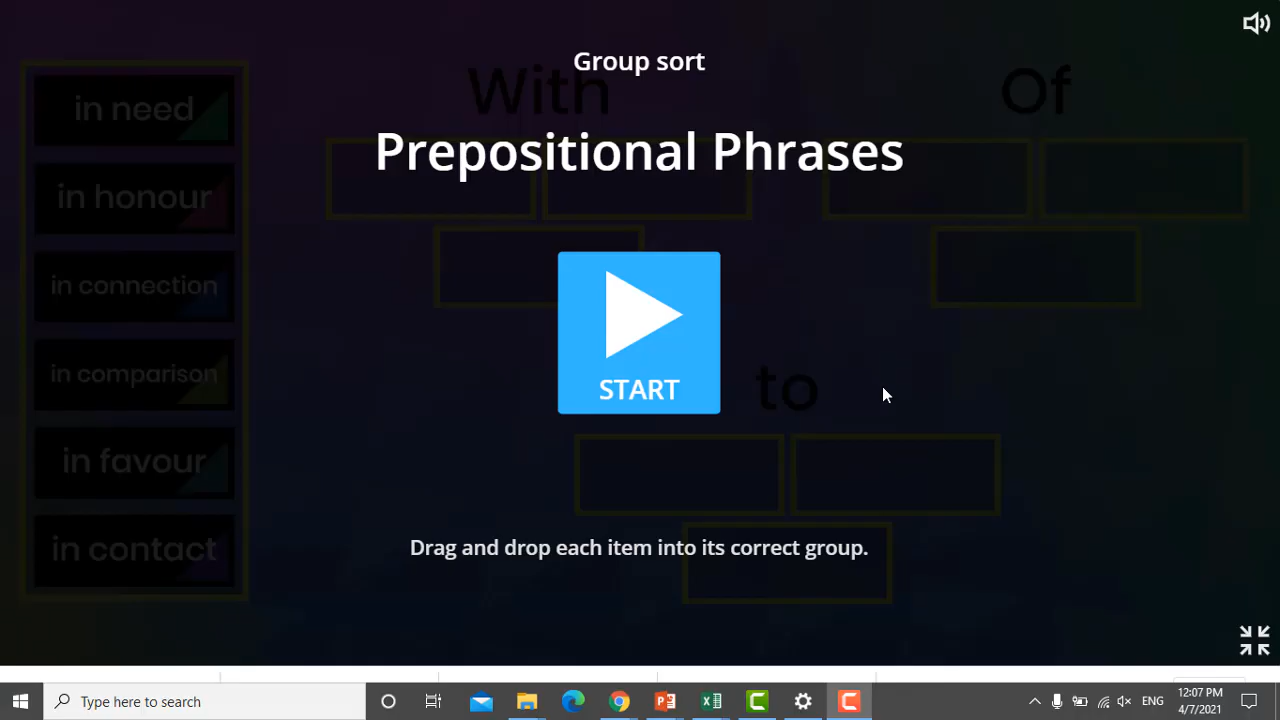 Group sort
With
Of
in need
Prepositional Phrases
in honour
in connection
START
in comparison
to
in favour
Drag and drop each item into its correct group.
in contact
Type here to search
ENG
12:07 PM
4/7/2021